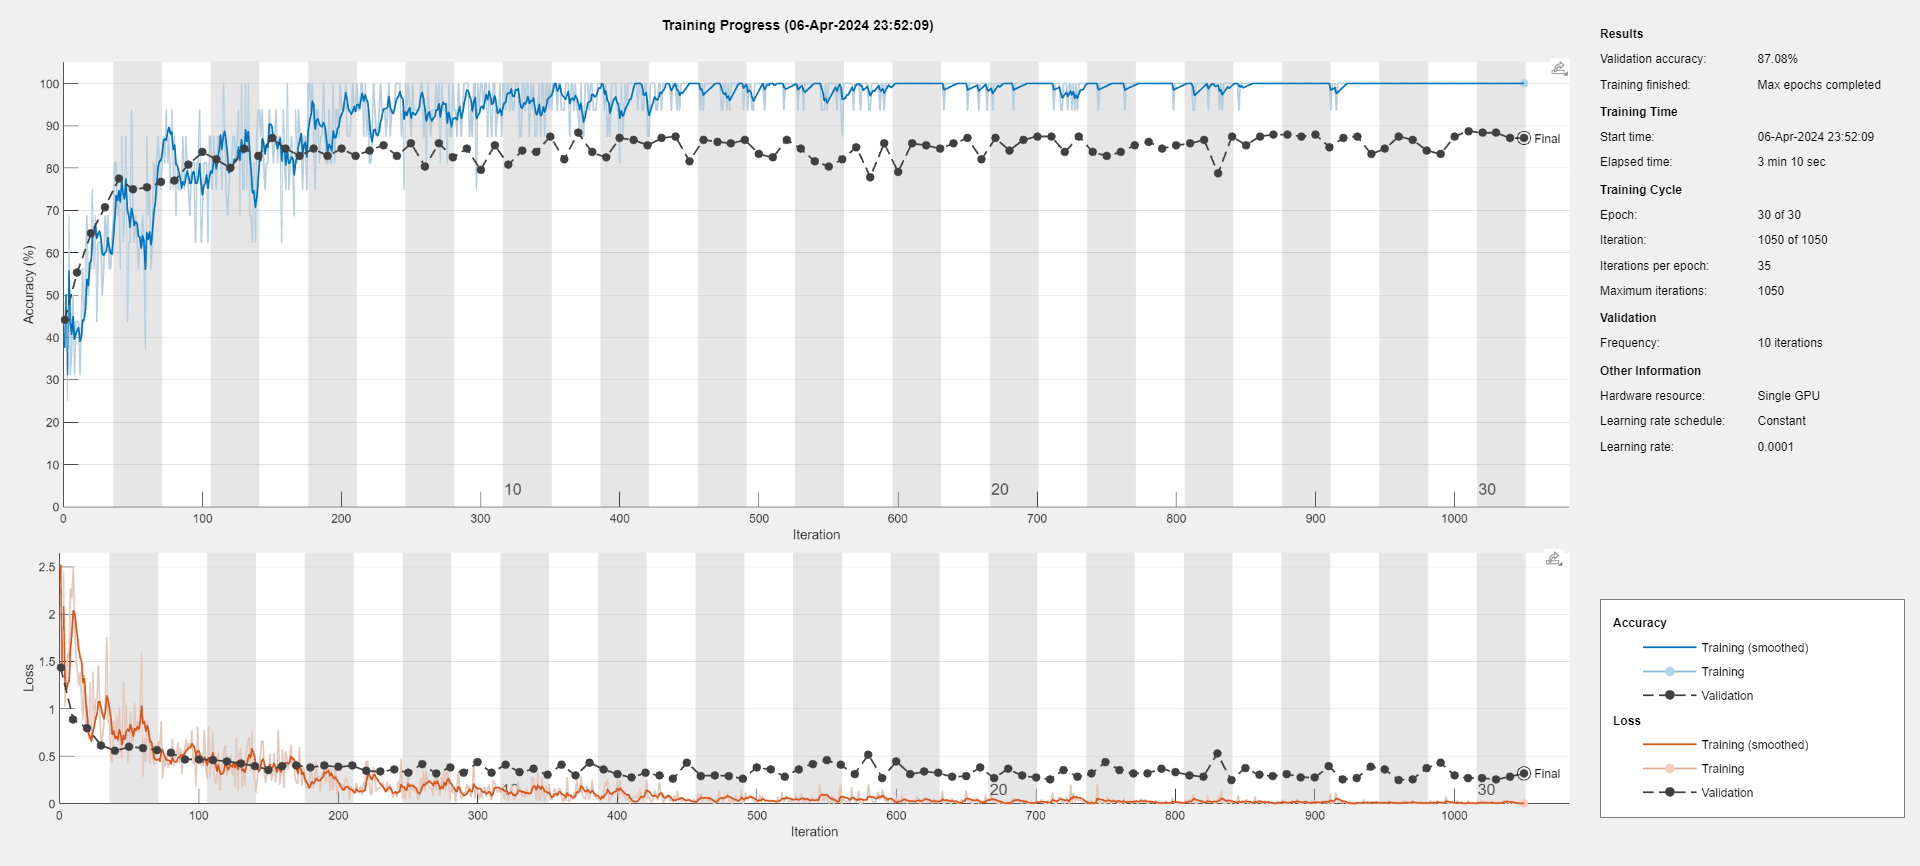 Training Progress (06-Apr-2024 23:52:09)
100
90
80
70
60
50
40
30
20
10
0
Accuracy (%)
Final
10
20
30
0
100
200
300
400
500
600
700
800
900
1000
Iteration
2.5
2
1.5
1
0.5
0
Loss
Final
10
20
30
0
100
200
300
400
500
600
700
800
900
1000
Iteration
Results
Validation accuracy: 87.08%
Training finished: Max epochs completed
Training Time
Start time: 06-Apr-2024 23:52:09
Elapsed time: 3 min 10 sec
Training Cycle
Epoch: 30 of 30
Iteration: 1050 of 1050
Iterations per epoch: 35
Maximum iterations: 1050
Validation
Frequency: 10 iterations
Other Information
Hardware resource: Single GPU
Learning rate schedule: Constant
Learning rate: 0.0001
Accuracy
Training (smoothed)
Training
Validation
Loss
Training (smoothed)
Training
Validation